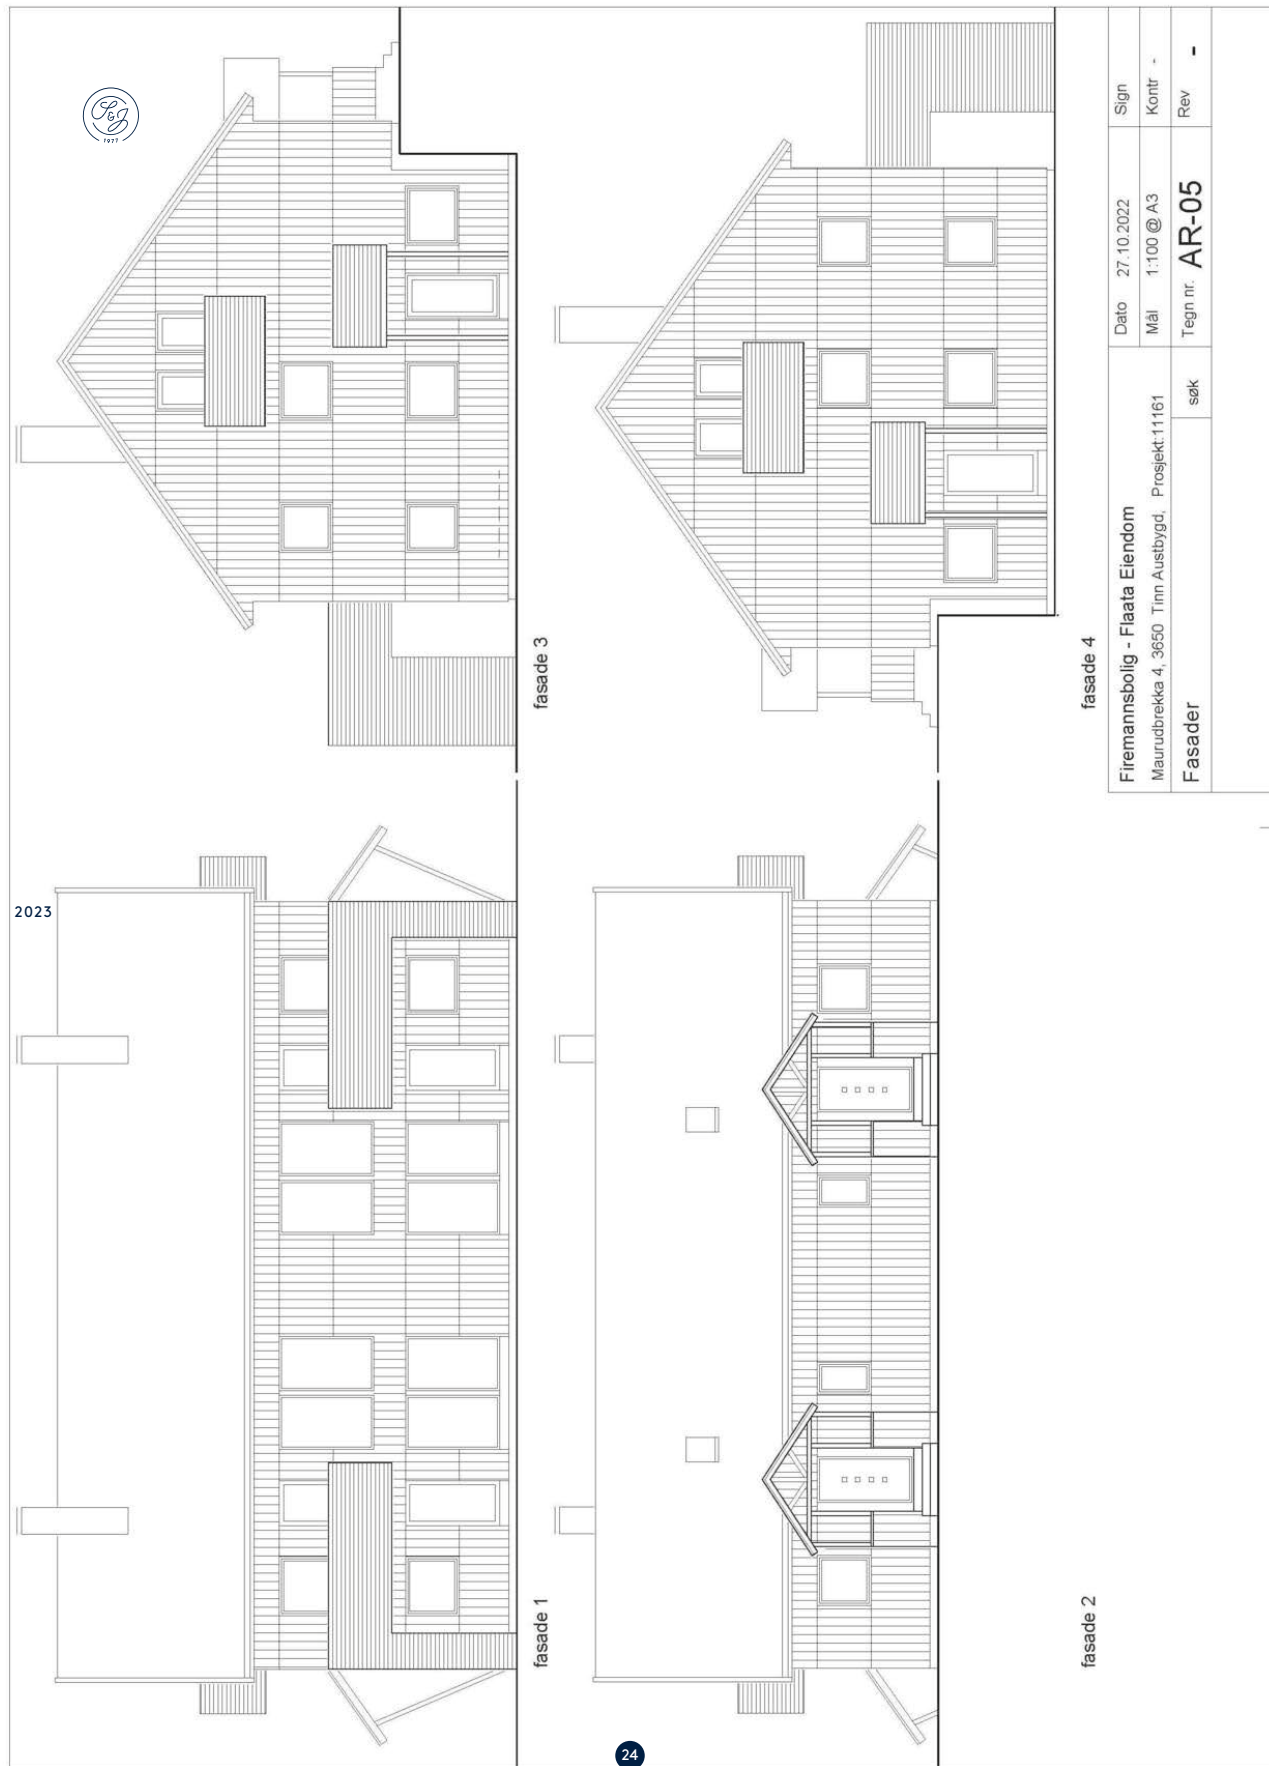 S&J
1977
2023
fasade 3
fasade 1
fasade 4
fasade 2
Firemannsbolig - Flaata Eiendom
Maurudbrekka 4, 3650 Tinn Austbygd, Prosjekt:11161
Fasader
søk
Dato 27.10.2022
Sign
Mål 1:100 @ A3
Kontr -
Tegn nr. AR-05
Rev -
24